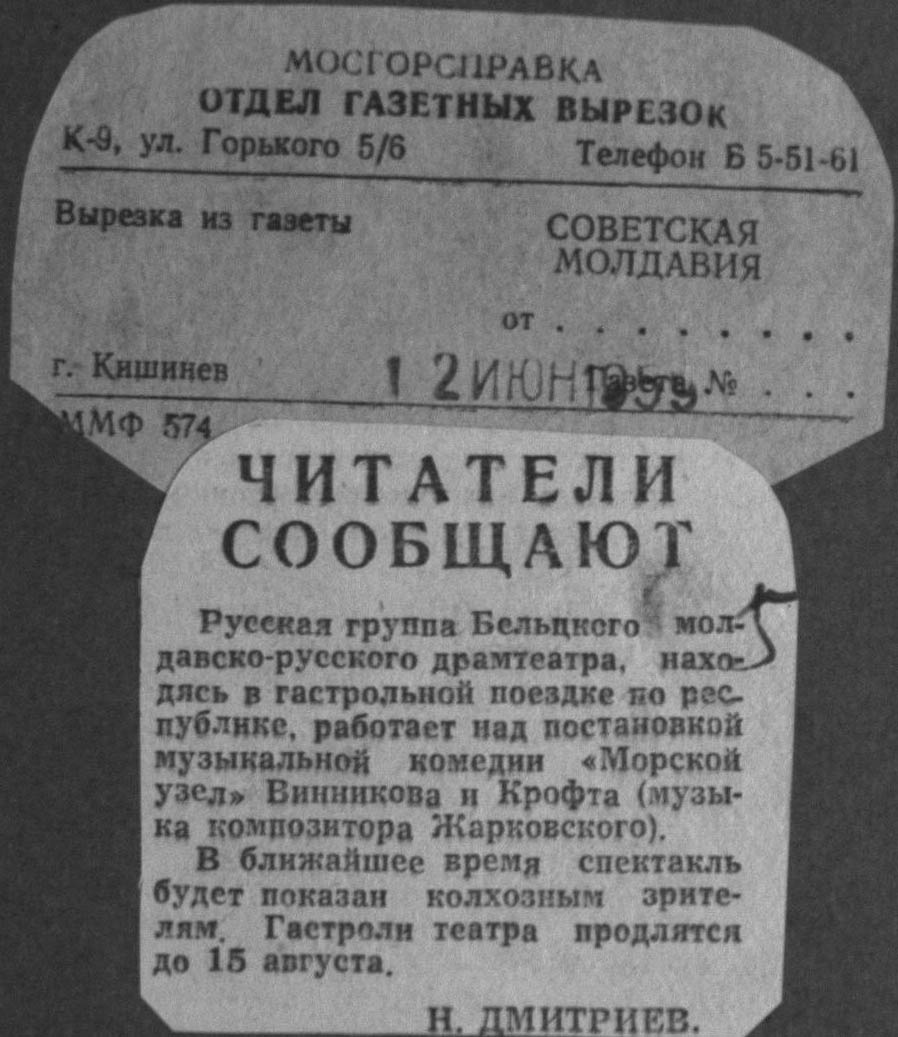 МОСГОРСПРАВКА
ОТДЕЛ ГАЗЕТНЫХ ВЫРЕЗОК
К-9, ул. Горького 5/6 Телефон Б 5-51-61
Вырезка из газеты СОВЕТСКАЯ
МОЛДАВИЯ
от . . . . . . . .
г. Кишинев 12 ИЮН Газета № . . .
ММФ 574
ЧИТАТЕЛИ
СООБЩАЮТ
Русская группа Бельцкого мол-
давско-русского драмтеатра, нахо-
дясь в гастрольной поездке по рес-
публике, работает над постановкой
музыкальной комедии «Морской
узел» Винникова и Крофта (музы-
ка композитора Жарковского).
В ближайшее время спектакль
будет показан колхозным зрите-
лям. Гастроли театра продлятся
до 15 августа.
Н. ДМИТРИЕВ.